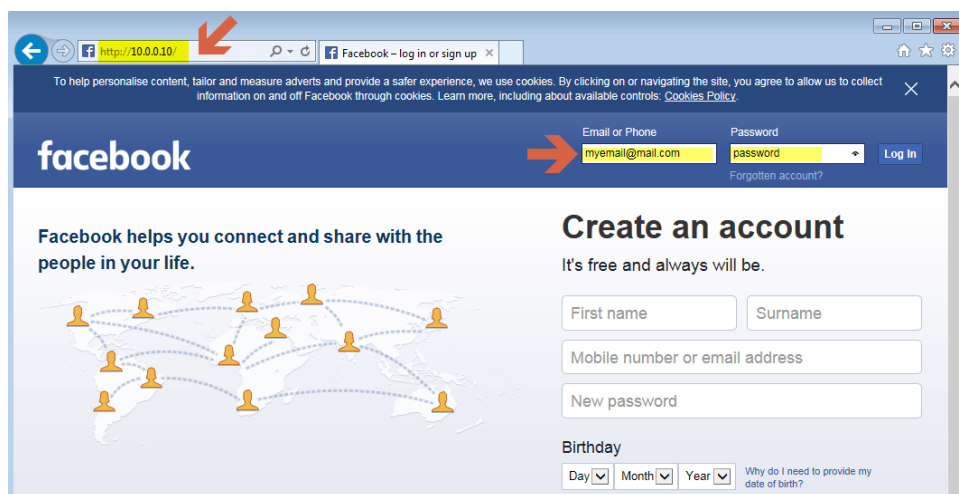 http://10.0.0.10/
Facebook – log in or sign up
To help personalise content, tailor and measure adverts and provide a safer experience, we use cookies. By clicking on or navigating the site, you agree to allow us to collect
information on and off Facebook through cookies. Learn more, including about available controls: Cookies Policy.
facebook
Email or Phone
Password
myemail@mail.com
password
Log In
Forgotten account?
Facebook helps you connect and share with the
people in your life.
Create an account
It's free and always will be.
First name
Surname
Mobile number or email address
New password
Birthday
Day
Month
Year
Why do I need to provide my
date of birth?